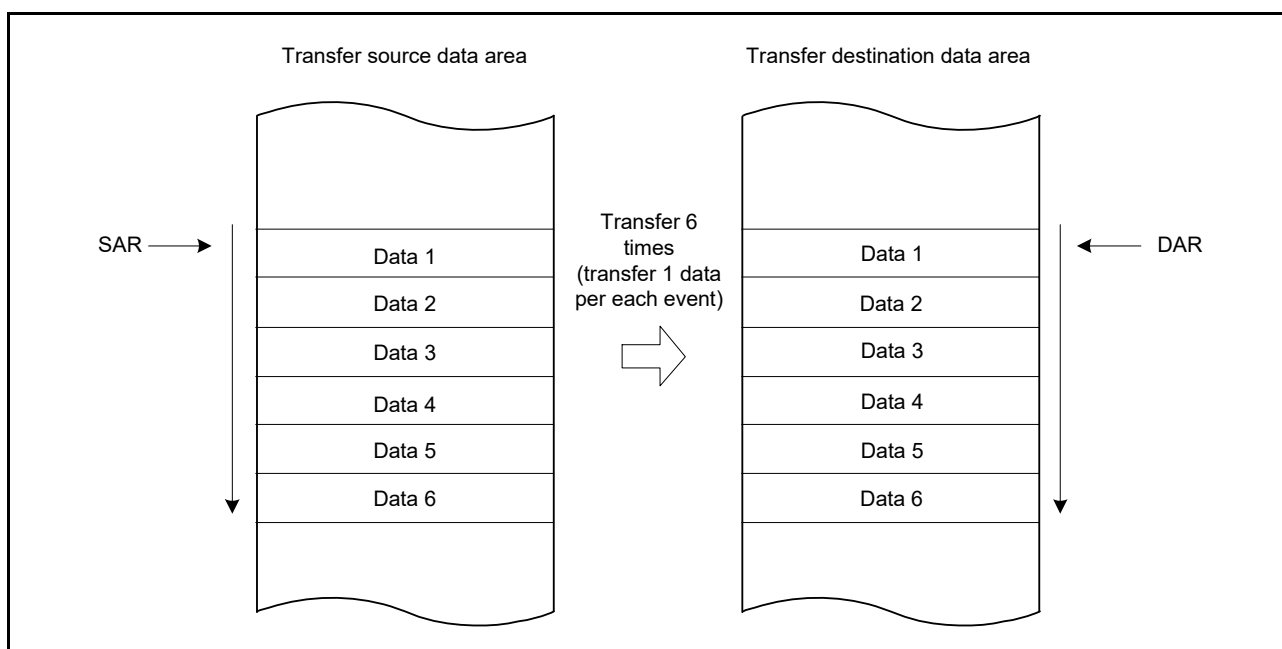 Transfer source data area
Transfer destination data area
SAR
Data 1
Data 2
Data 3
Data 4
Data 5
Data 6
Transfer 6
times
(transfer 1 data
per each event)
Data 1
Data 2
Data 3
Data 4
Data 5
Data 6
DAR